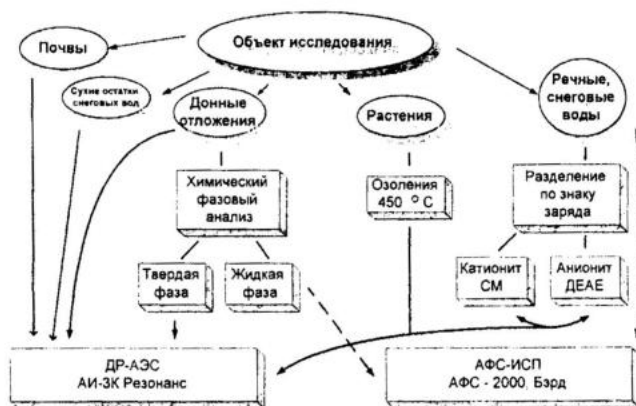 Объект исследования
Почвы
Сухие остатки
снеговых вод
Донные
отложения
Растения
Речные,
снеговые
воды
Химический
фазовый
анализ
Озоления
450 °С
Разделение
по знаку
заряда
Твердая
фаза
Жидкая
фаза
Катионит
СМ
Анионит
ДЕАЕ
ДР-АЭС
АИ-3К Резонанс
АФС-ИСП
АФС - 2000, Бэрд